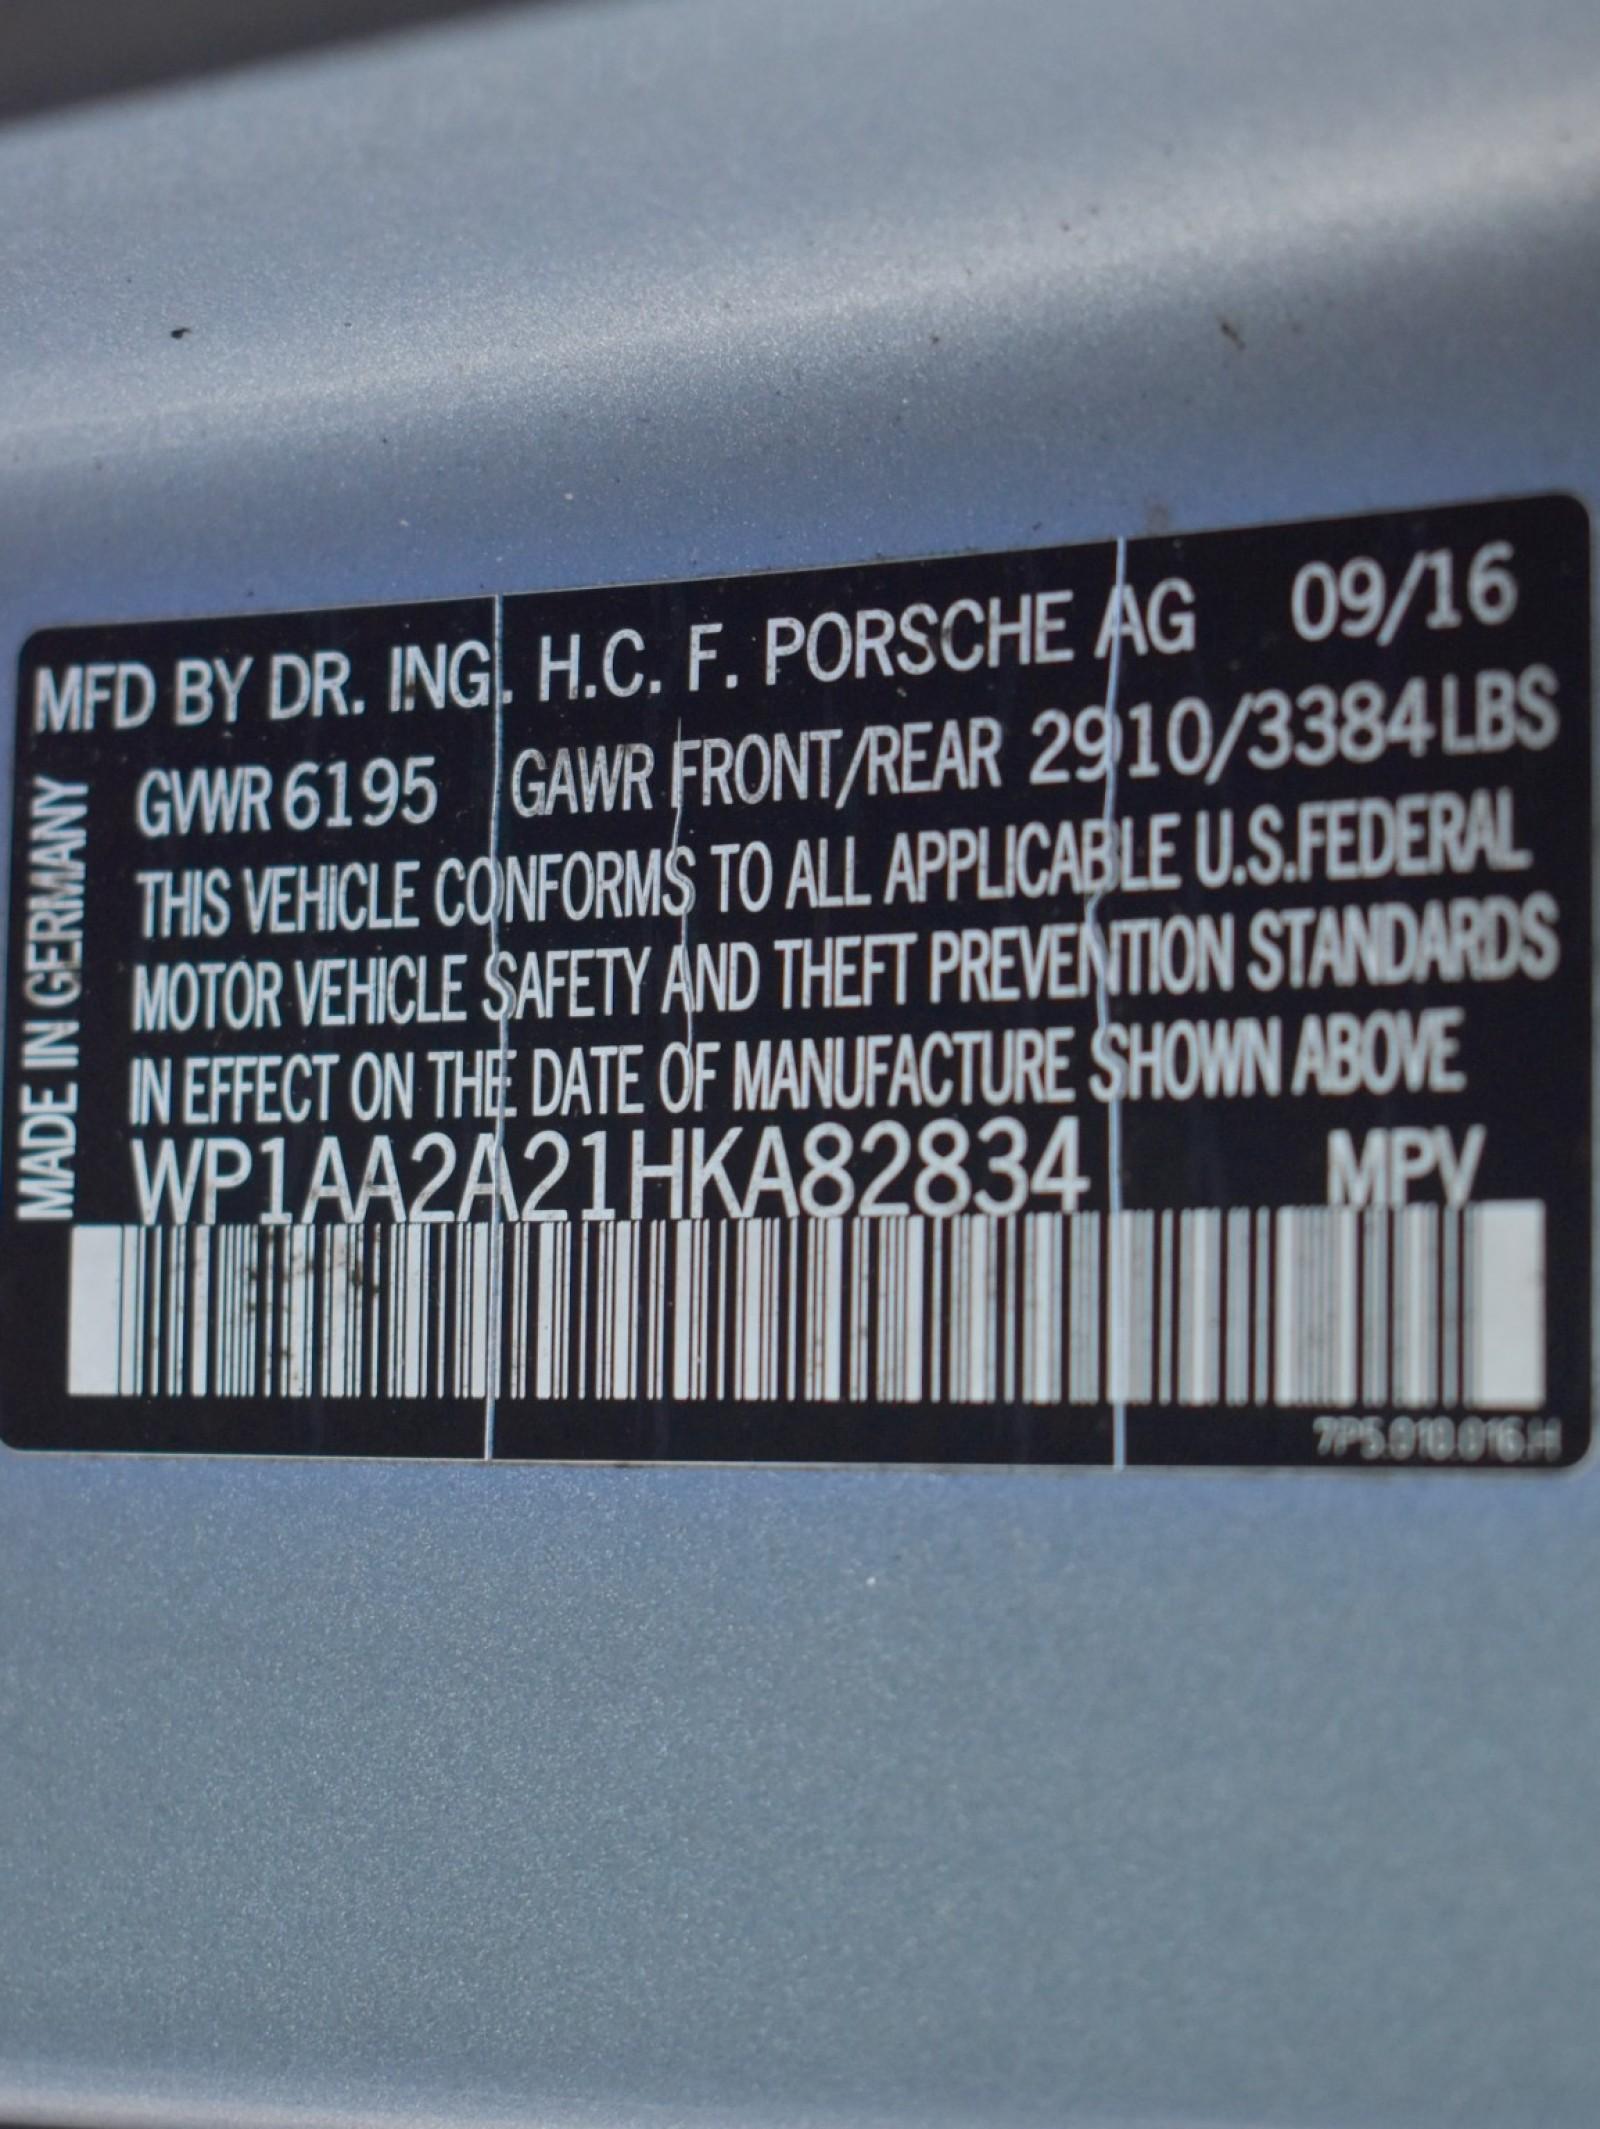 MFD BY DR. ING. H.C. F. PORSCHE AG 09/16
GVWR 6195 GAWR FRONT/REAR 2910/3384 LBS
THIS VEHICLE CONFORMS TO ALL APPLICABLE U.S.FEDERAL
MOTOR VEHICLE SAFETY AND THEFT PREVENTION STANDARDS
IN EFFECT ON THE DATE OF MANUFACTURE SHOWN ABOVE
WP1AA2A21HKA82834 MPV
MADE IN GERMANY
7P5.010.016.H